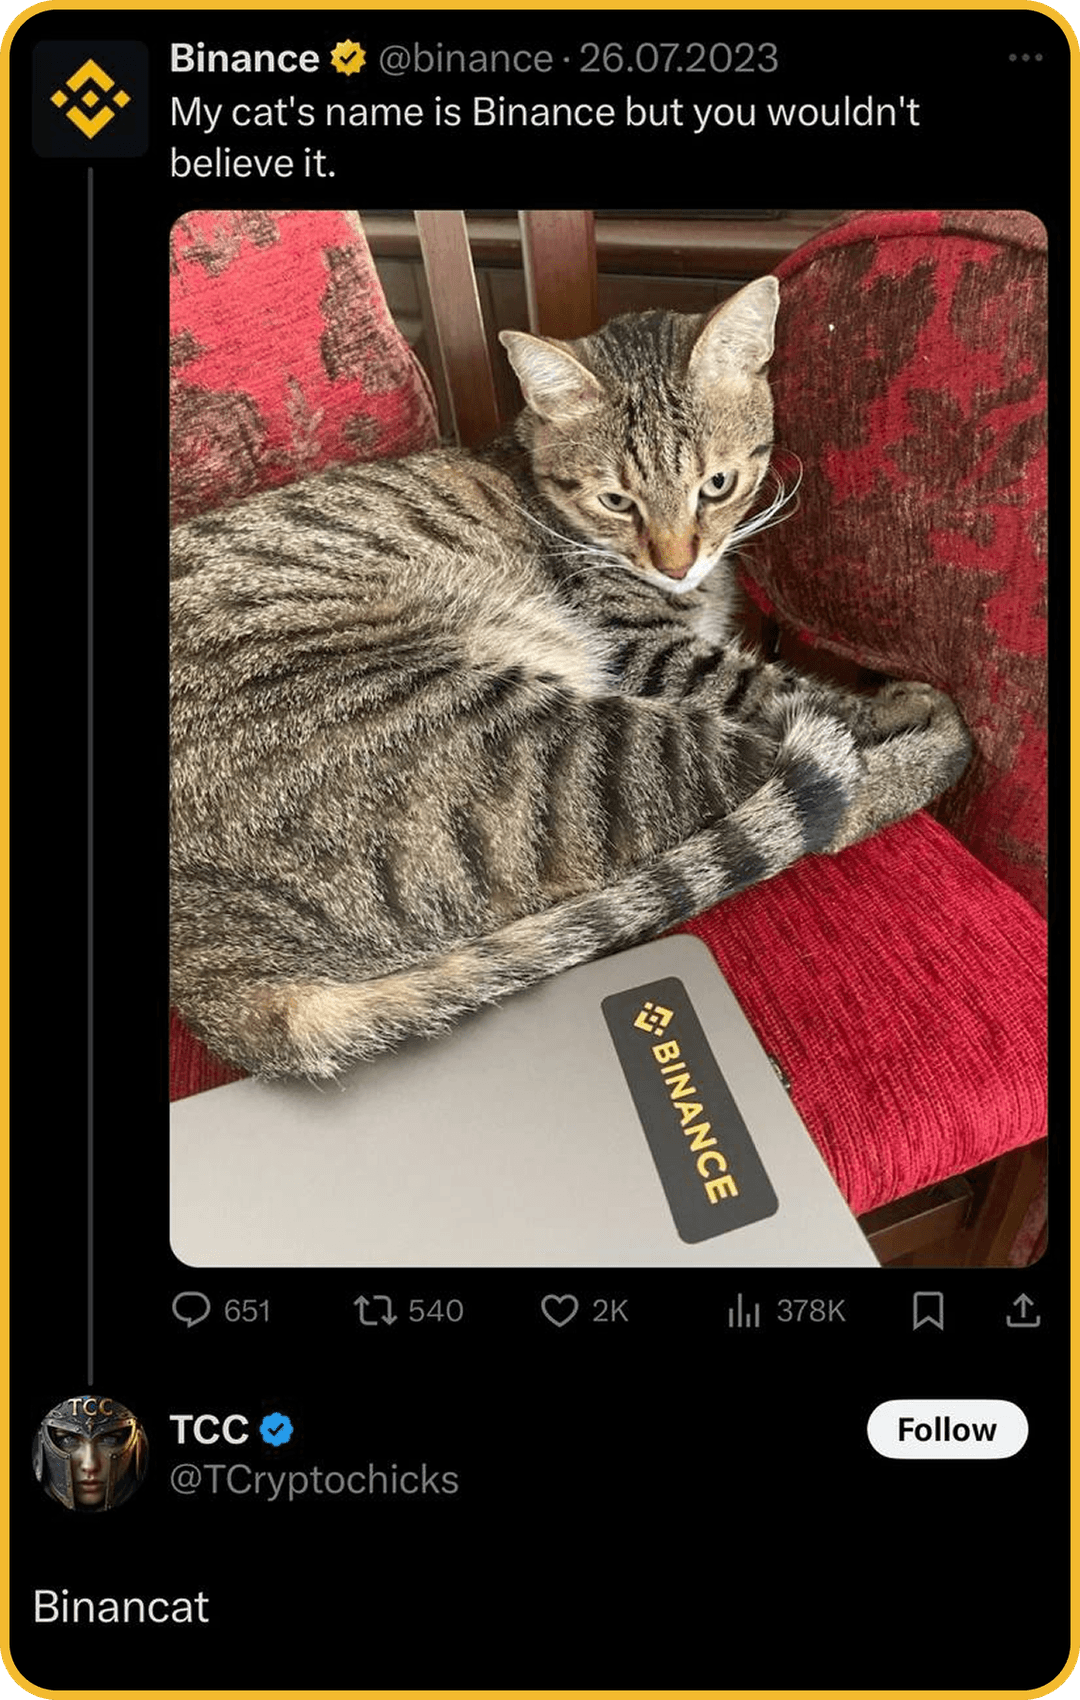 Binance @binance · 26.07.2023
My cat's name is Binance but you wouldn't
believe it.
BINANCE
651 540 2K 378K
TCC
TCC
Follow
@TCryptochicks
Binancat